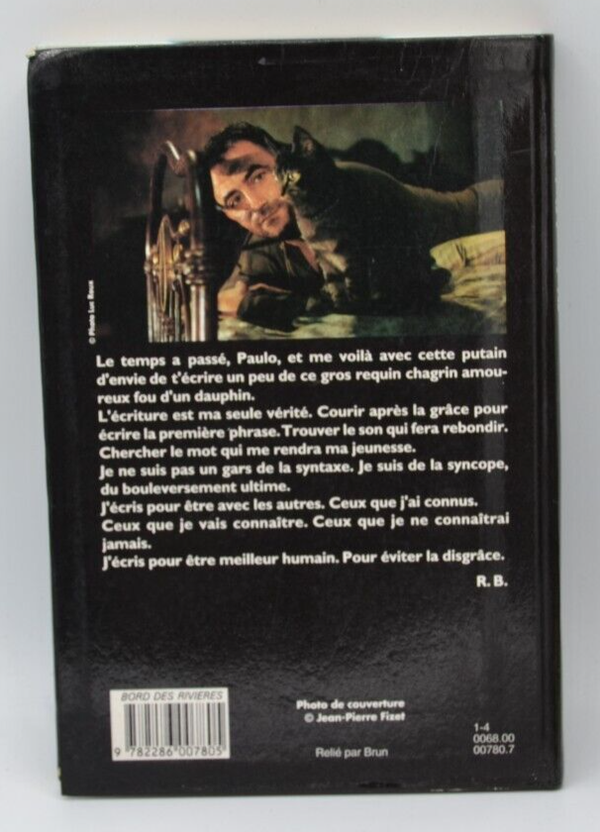 © Photo Luc Roux
Le temps a passé, Paulo, et me voilà avec cette putain
d'envie de t'écrire un peu de ce gros requin chagrin amou-
reux fou d'un dauphin.
L'écriture est ma seule vérité. Courir après la grâce pour
écrire la première phrase. Trouver le son qui fera rebondir.
Chercher le mot qui me rendra ma jeunesse.
Je ne suis pas un gars de la syntaxe. Je suis de la syncope,
du bouleversement ultime.
J'écris pour être avec les autres. Ceux que j'ai connus.
Ceux que je vais connaître. Ceux que je ne connaîtrai
jamais.
J'écris pour être meilleur humain. Pour éviter la disgrâce.
R. B.
BORD DES RIVIERES
9 782286 007805
Photo de couverture
© Jean-Pierre Fizet
Relié par Brun
1-4
0068.00
00780.7